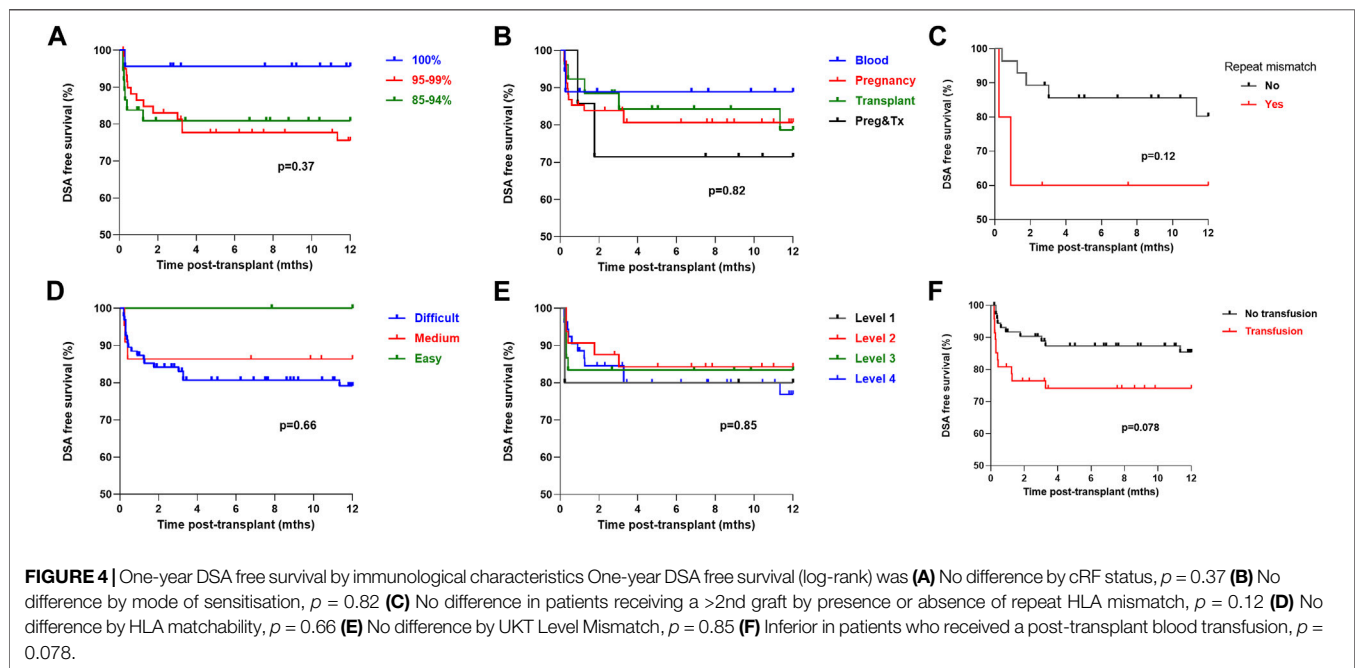 A
100
90
80
70
60
50
DSA free survival (%)
0 2 4 6 8 10 12
Time post-transplant (mths)
100%
95-99%
85-94%
p=0.37
B
100
90
80
70
60
50
DSA free survival (%)
0 2 4 6 8 10 12
Time post-transplant (mths)
Blood
Pregnancy
Transplant
Preg&Tx
p=0.82
C
100
90
80
70
60
50
DSA free survival (%)
0 2 4 6 8 10 12
Time post-transplant (mths)
Repeat mismatch
No
Yes
p=0.12
D
100
90
80
70
60
50
DSA free survival (%)
0 2 4 6 8 10 12
Time post-transplant (mths)
Difficult
Medium
Easy
p=0.66
E
100
90
80
70
60
50
DSA free survival (%)
0 2 4 6 8 10 12
Time post-transplant (mths)
Level 1
Level 2
Level 3
Level 4
p=0.85
F
100
90
80
70
60
50
DSA free survival (%)
0 2 4 6 8 10 12
Time post-transplant (mths)
No transfusion
Transfusion
p=0.078
FIGURE 4 | One-year DSA free survival by immunological characteristics One-year DSA free survival (log-rank) was (A) No difference by cRF status, p = 0.37 (B) No
difference by mode of sensitisation, p = 0.82 (C) No difference in patients receiving a >2nd graft by presence or absence of repeat HLA mismatch, p = 0.12 (D) No
difference by HLA matchability, p = 0.66 (E) No difference by UKT Level Mismatch, p = 0.85 (F) Inferior in patients who received a post-transplant blood transfusion, p =
0.078.